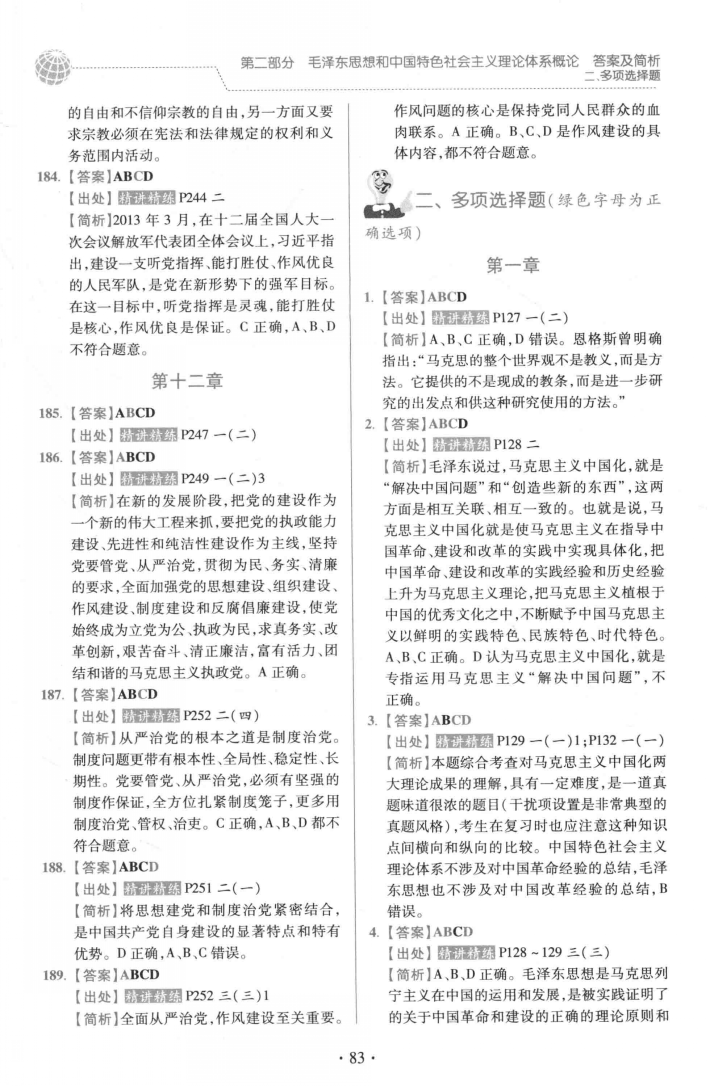 第二部分 毛泽东思想和中国特色社会主义理论体系概论 答案及简析
二、多项选择题
的自由和不信仰宗教的自由,另一方面又要
求宗教必须在宪法和法律规定的权利和义
务范围内活动。
184.【答案】ABCD
【出处】精讲精练P244 二
【简析】2013 年 3 月,在十二届全国人大一
次会议解放军代表团全体会议上,习近平指
出,建设一支听党指挥、能打胜仗、作风优良
的人民军队,是党在新形势下的强军目标。
在这一目标中,听党指挥是灵魂,能打胜仗
是核心,作风优良是保证。C 正确,A、B、D
不符合题意。
第十二章
185.【答案】ABCD
【出处】精讲精练P247 一(二)
186.【答案】ABCD
【出处】精讲精练P249 一(二)3
【简析】在新的发展阶段,把党的建设作为
一个新的伟大工程来抓,要把党的执政能力
建设、先进性和纯洁性建设作为主线,坚持
党要管党、从严治党,贯彻为民、务实、清廉
的要求,全面加强党的思想建设、组织建设、
作风建设、制度建设和反腐倡廉建设,使党
始终成为立党为公、执政为民,求真务实、改
革创新,艰苦奋斗、清正廉洁,富有活力、团
结和谐的马克思主义执政党。A 正确。
187.【答案】ABCD
【出处】精讲精练P252 二(四)
【简析】从严治党的根本之道是制度治党。
制度问题更带有根本性、全局性、稳定性、长
期性。党要管党、从严治党,必须有坚强的
制度作保证,全方位扎紧制度笼子,更多用
制度治党、管权、治吏。C 正确,A、B、D 都不
符合题意。
188.【答案】ABCD
【出处】精讲精练P251 二(一)
【简析】将思想建党和制度治党紧密结合,
是中国共产党自身建设的显著特点和特有
优势。D 正确,A、B、C 错误。
189.【答案】ABCD
【出处】精讲精练P252 三(三)1
【简析】全面从严治党,作风建设至关重要。
作风问题的核心是保持党同人民群众的血
肉联系。A 正确。B、C、D 是作风建设的具
体内容,都不符合题意。
二、多项选择题(绿色字母为正
确选项)
第一章
1.【答案】ABCD
【出处】精讲精练P127 一(二)
【简析】A、B、C 正确,D 错误。恩格斯曾明确
指出:“马克思的整个世界观不是教义,而是方
法。它提供的不是现成的教条,而是进一步研
究的出发点和供这种研究使用的方法。”
2.【答案】ABCD
【出处】精讲精练P128 二
【简析】毛泽东说过,马克思主义中国化,就是
“解决中国问题”和“创造些新的东西”,这两
方面是相互关联、相互一致的。也就是说,马
克思主义中国化就是使马克思主义在指导中
国革命、建设和改革的实践中实现具体化,把
中国革命、建设和改革的实践经验和历史经验
上升为马克思主义理论,把马克思主义植根于
中国的优秀文化之中,不断赋予中国马克思主
义以鲜明的实践特色、民族特色、时代特色。
A、B、C 正确。D 认为马克思主义中国化,就是
专指运用马克思主义“解决中国问题”,不
正确。
3.【答案】ABCD
【出处】精讲精练P129 一(一)1;P132 一(一)
【简析】本题综合考查对马克思主义中国化两
大理论成果的理解,具有一定难度,是一道真
题味道很浓的题目(干扰项设置是非常典型的
真题风格),考生在复习时也应注意这种知识
点间横向和纵向的比较。中国特色社会主义
理论体系不涉及对中国革命经验的总结,毛泽
东思想也不涉及对中国改革经验的总结,B
错误。
4.【答案】ABCD
【出处】精讲精练P128~129 三(三)
【简析】A、B、D 正确。毛泽东思想是马克思列
宁主义在中国的运用和发展,是被实践证明了
的关于中国革命和建设的正确的理论原则和
·83·